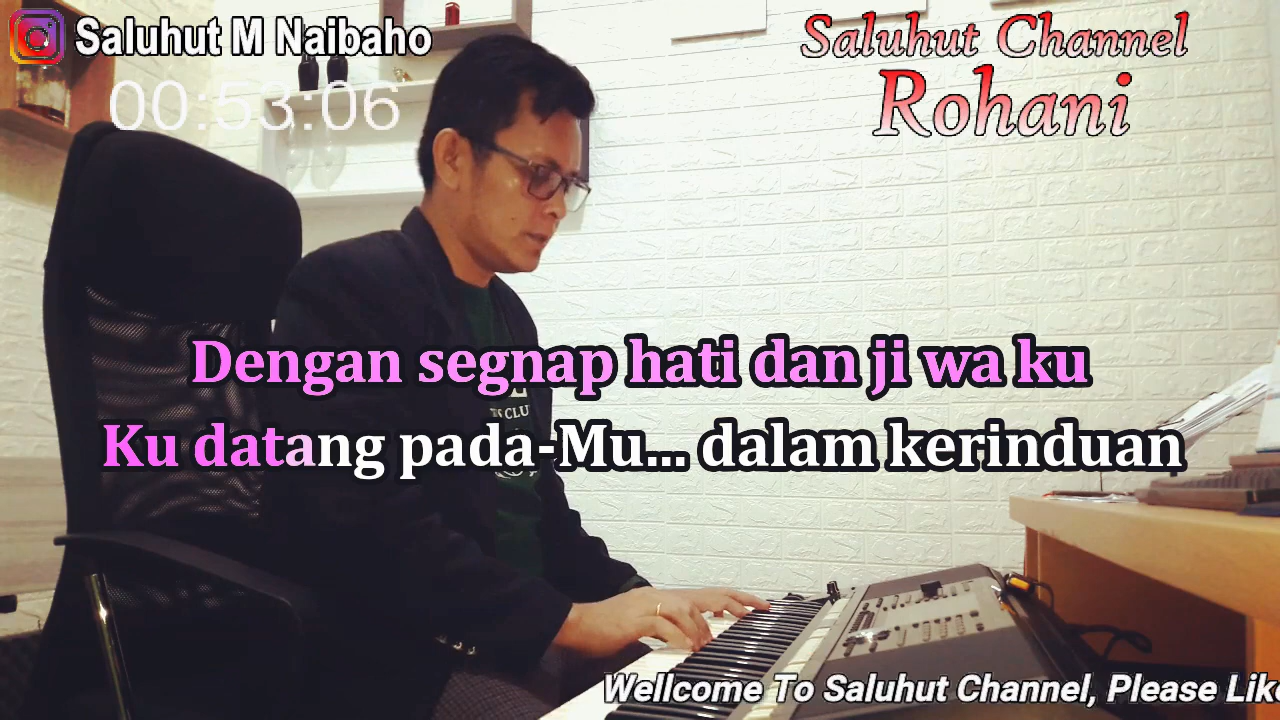 Saluhut M Naibaho
00:53:06
Saluhut Channel
Rohani
Dengan segnap hati dan ji wa ku
Ku datang pada-Mu... dalam kerinduan
CLU
Wellcome To Saluhut Channel, Please Like